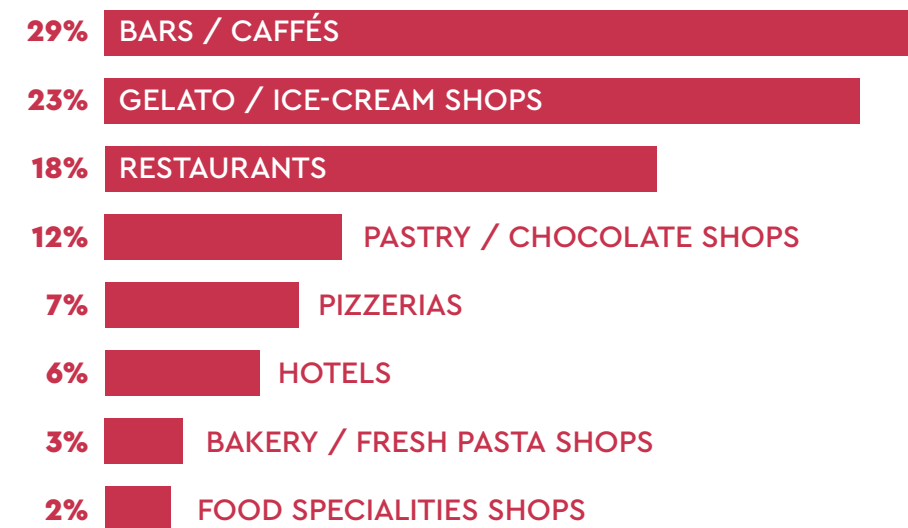 29% BARS / CAFFÉS
23% GELATO / ICE-CREAM SHOPS
18% RESTAURANTS
12% PASTRY / CHOCOLATE SHOPS
7% PIZZERIAS
6% HOTELS
3% BAKERY / FRESH PASTA SHOPS
2% FOOD SPECIALITIES SHOPS